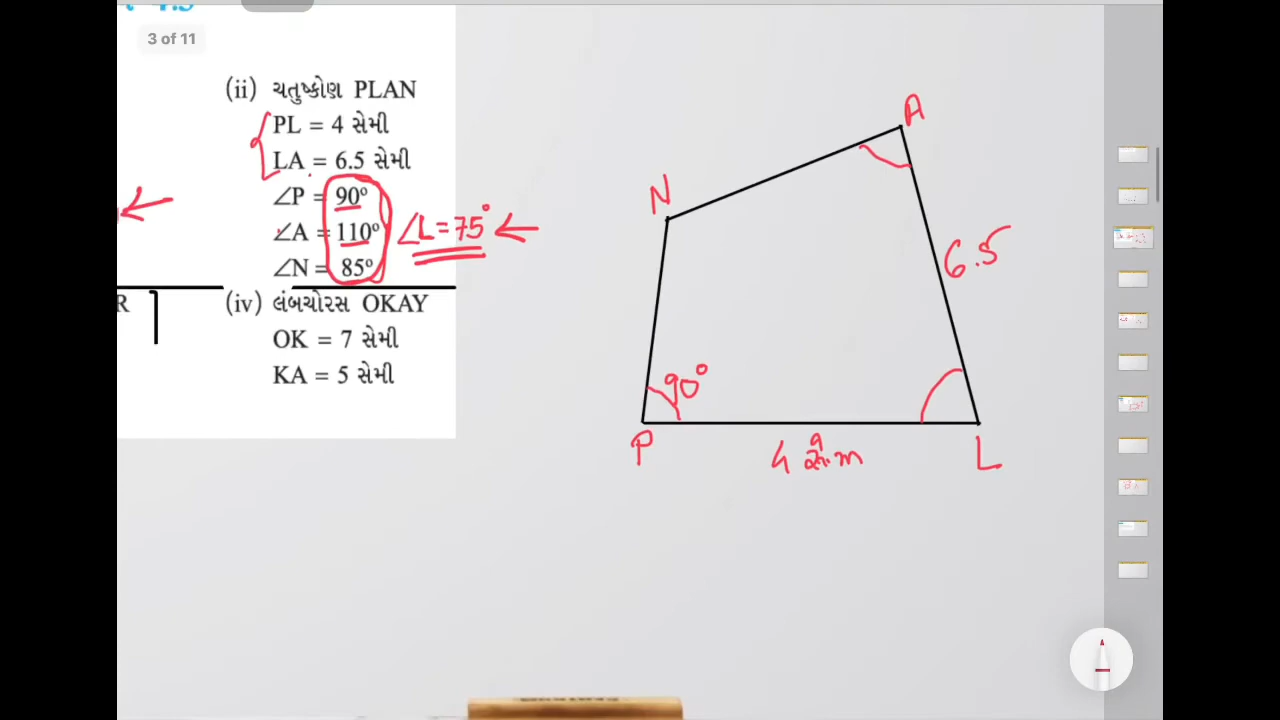 3 of 11
(ii) ચતુષ્કોણ PLAN
PL = 4 સેમી
LA = 6.5 સેમી
∠P = 90°
∠A = 110° ∠L = 75°
∠N = 85°
R
(iv) લંબચોરસ OKAY
OK = 7 સેમી
KA = 5 સેમી
A
N
6.5
90°
P
4 સેમી
L